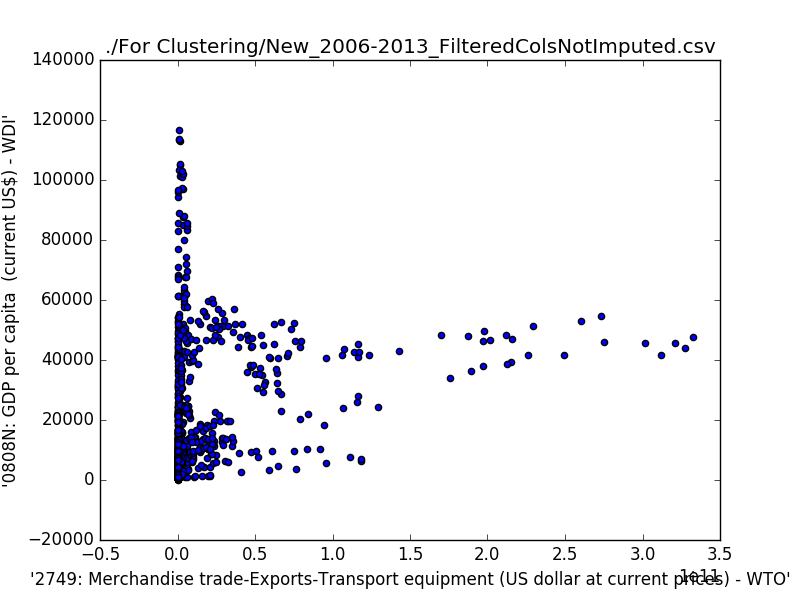 ./For Clustering/New_2006-2013_FilteredColsNotImputed.csv
140000
120000
100000
80000
60000
40000
20000
0
−20000
'0808N: GDP per capita  (current US$) - WDI'
−0.5 0.0 0.5 1.0 1.5 2.0 2.5 3.0 3.5
1e11
'2749: Merchandise trade-Exports-Transport equipment (US dollar at current prices) - WTO'